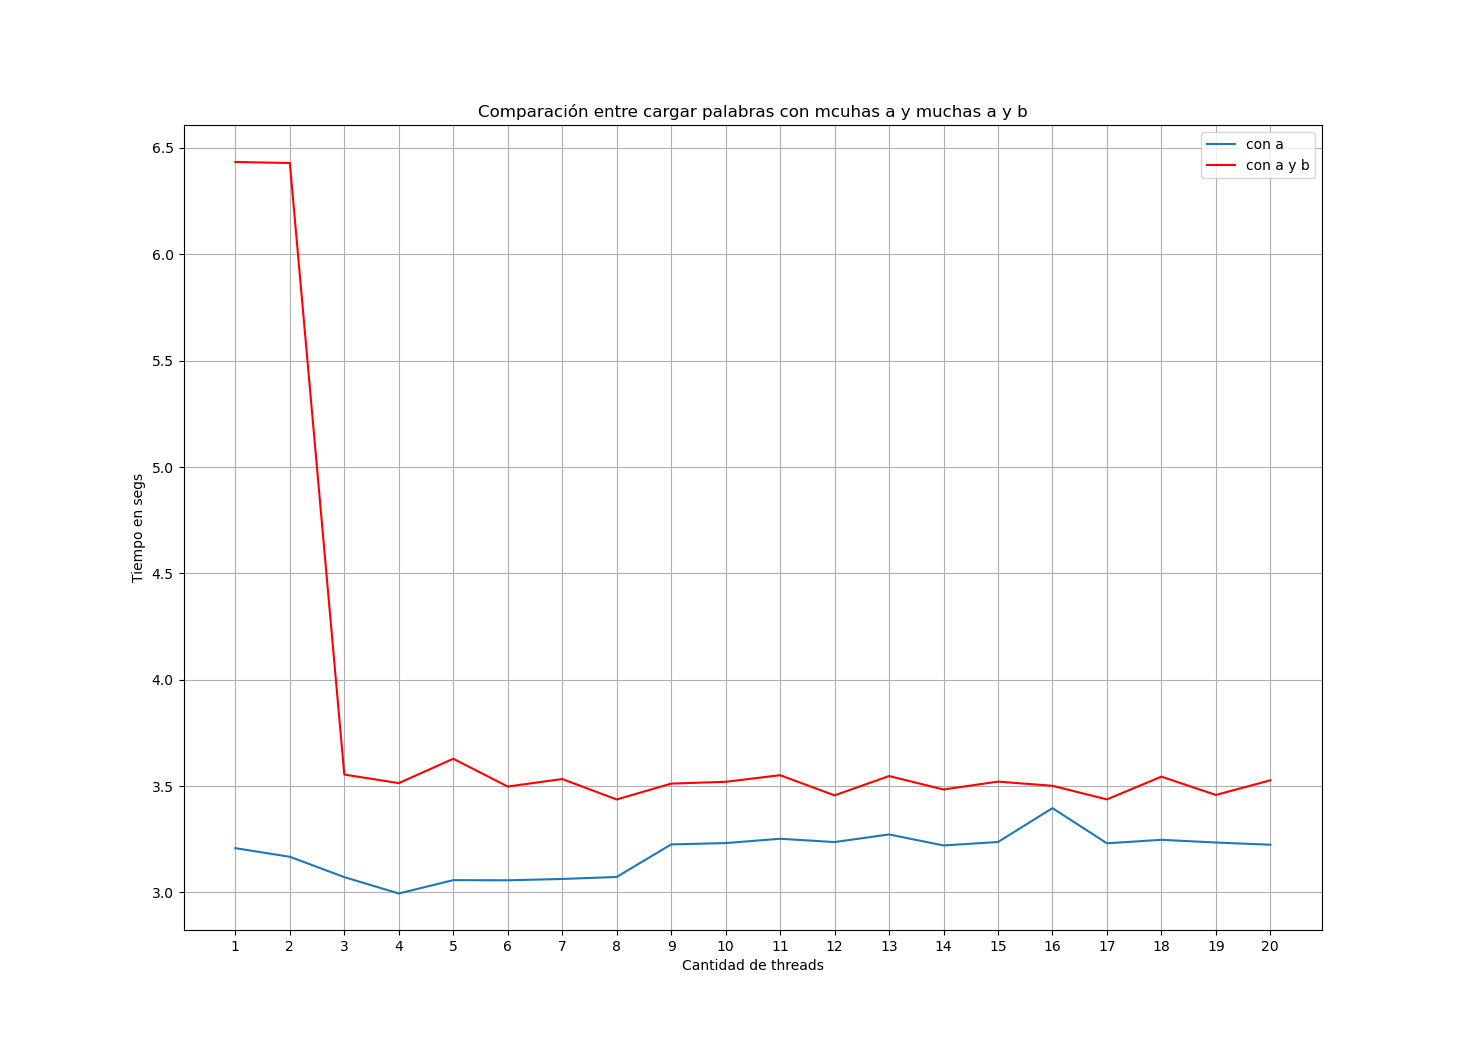 Comparación entre cargar palabras con mcuhas a y muchas a y b
con a
con a y b
6.5
6.0
5.5
5.0
4.5
4.0
3.5
3.0
Tiempo en segs
1 2 3 4 5 6 7 8 9 10 11 12 13 14 15 16 17 18 19 20
Cantidad de threads